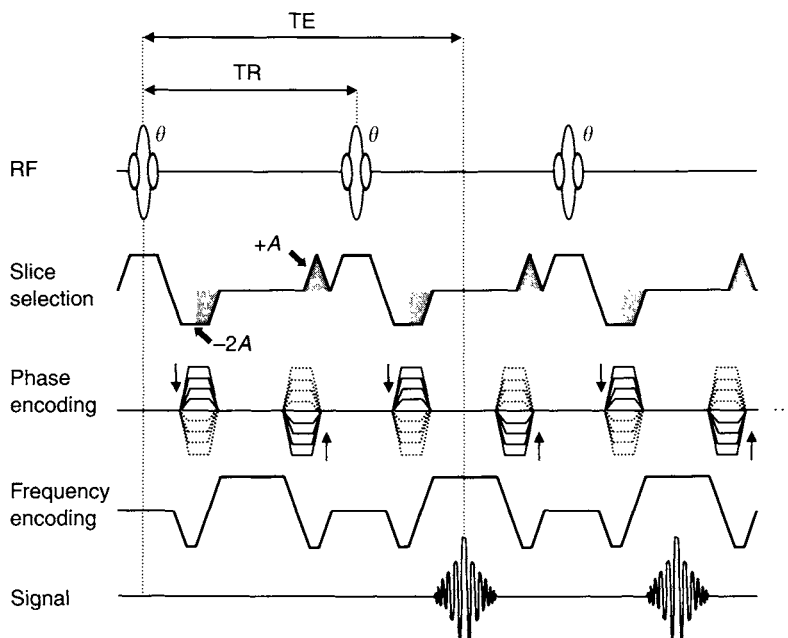 TE
TR
θ
θ
θ
RF
+A
Slice
selection
−2A
Phase
encoding
Frequency
encoding
Signal